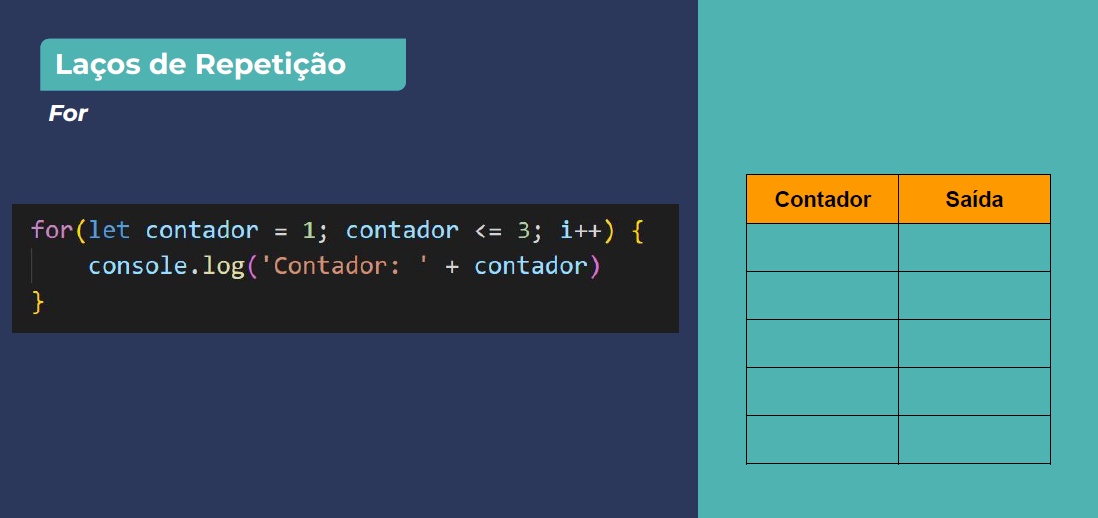 Laços de Repetição
For
for(let contador = 1; contador <= 3; i++) {
    console.log('Contador: ' + contador)
}
Contador Saída